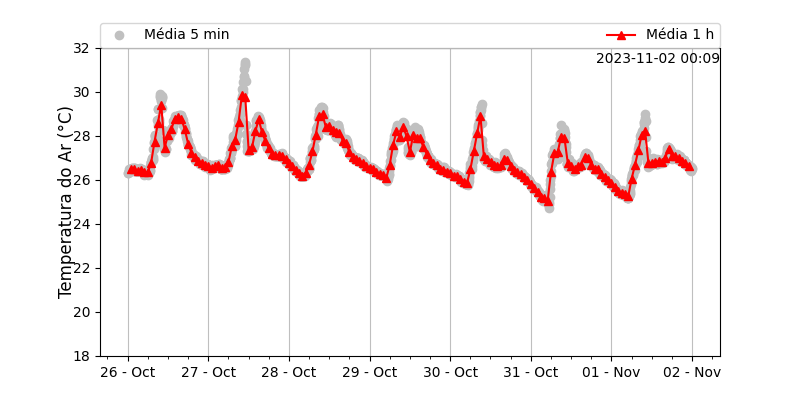 Média 5 min
Média 1 h
2023-11-02 00:09
Temperatura do Ar (°C)
32
30
28
26
24
22
20
18
26 - Oct
27 - Oct
28 - Oct
29 - Oct
30 - Oct
31 - Oct
01 - Nov
02 - Nov